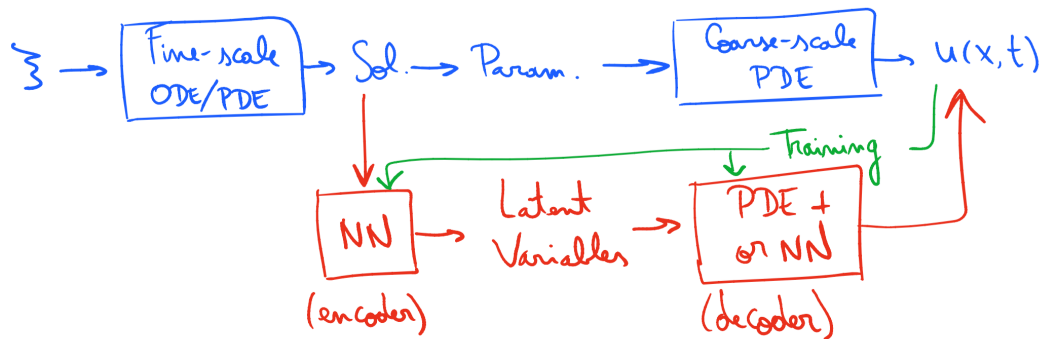 ξ
Fine-scale
ODE/PDE
Sol.
Param.
Coarse-scale
PDE
u(x,t)
Training
NN
(encoder)
Latent
Variables
PDE +
or NN
(decoder)